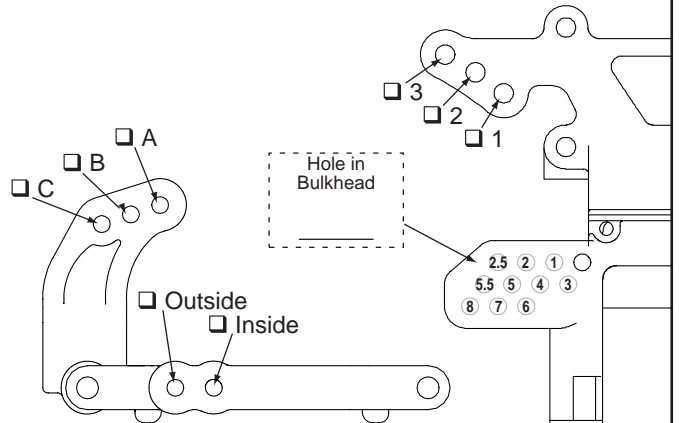 ❑ 3
❑ 2
❑ 1
❑ A
❑ B
❑ C
Hole in
Bulkhead
2.5 2 1
5.5 5 4 3
8 7 6
❑ Outside
❑ Inside